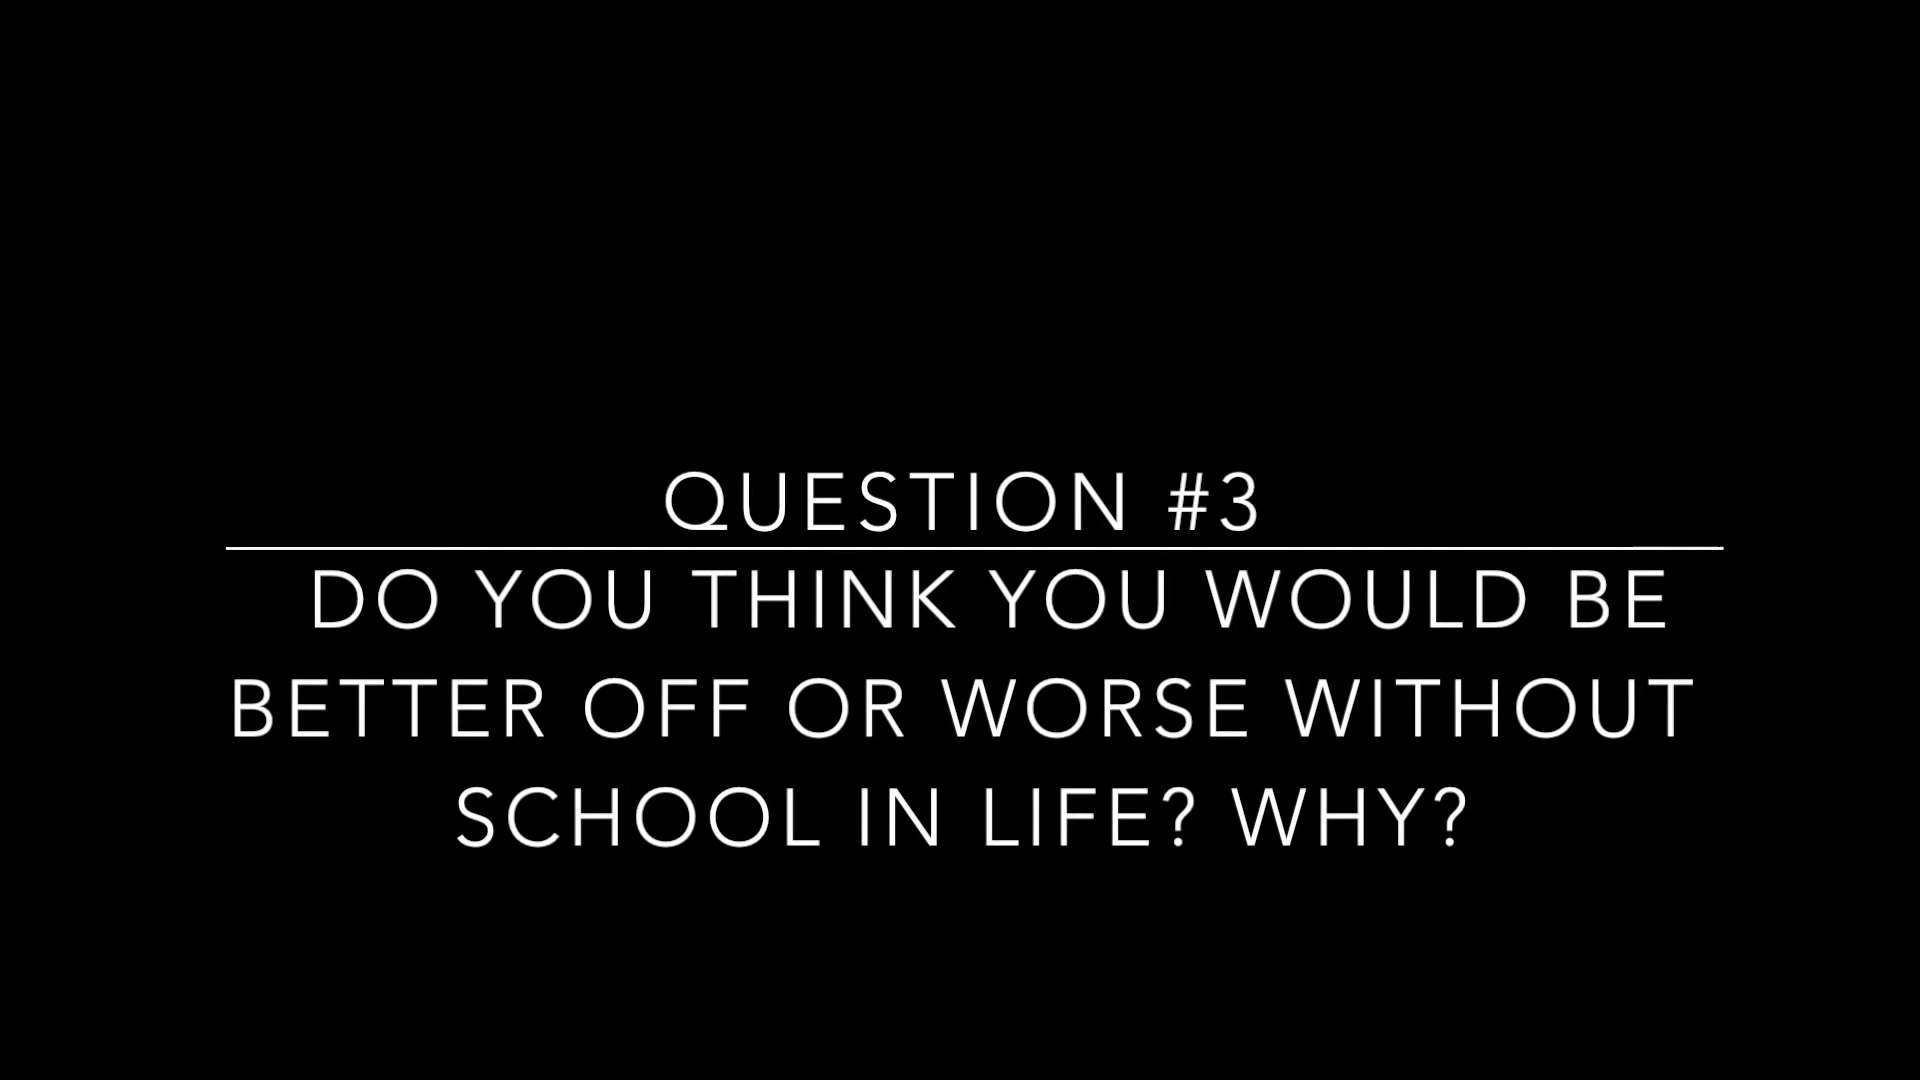 QUESTION #3
DO YOU THINK YOU WOULD BE
BETTER OFF OR WORSE WITHOUT
SCHOOL IN LIFE? WHY?